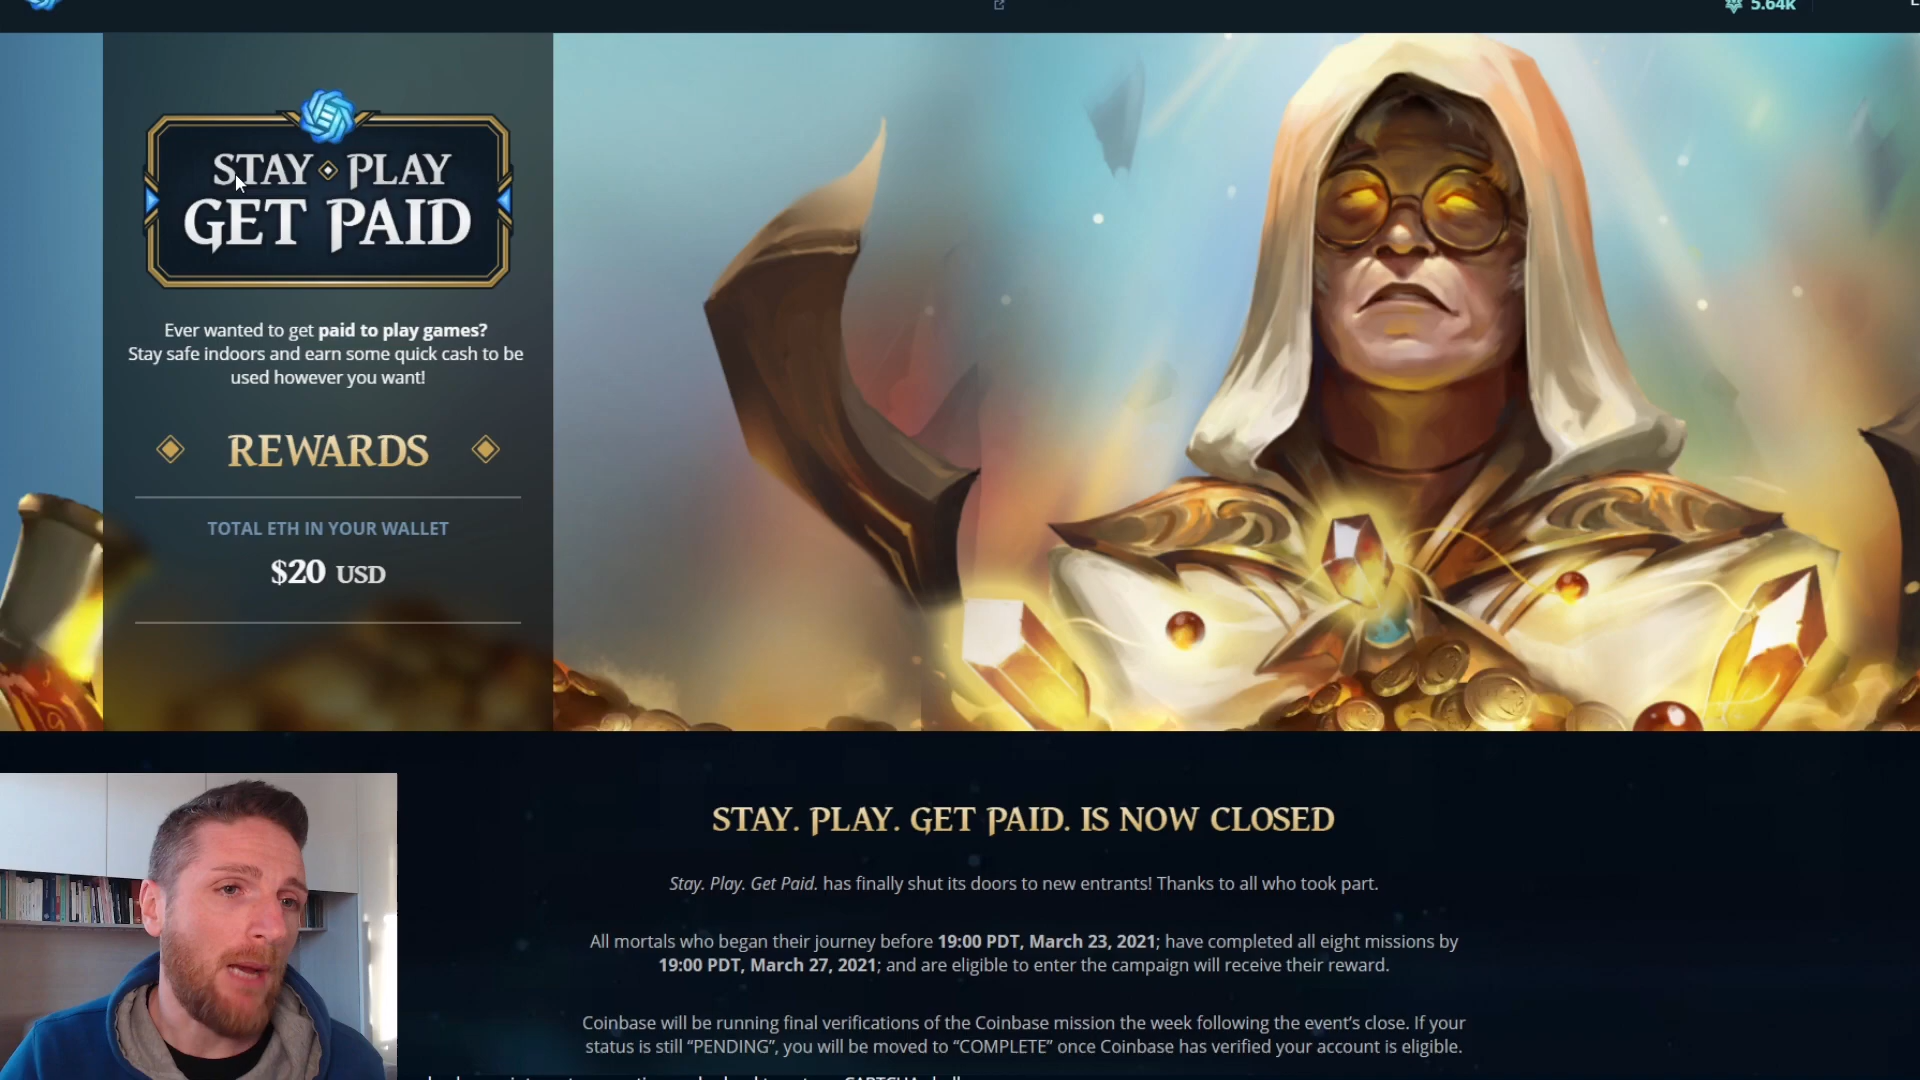 5.64k
STAY PLAY
GET PAID
Ever wanted to get paid to play games?
Stay safe indoors and earn some quick cash to be
used however you want!
REWARDS
TOTAL ETH IN YOUR WALLET
$20 USD
STAY. PLAY. GET PAID. IS NOW CLOSED
Stay. Play. Get Paid. has finally shut its doors to new entrants! Thanks to all who took part.
All mortals who began their journey before 19:00 PDT, March 23, 2021; have completed all eight missions by
19:00 PDT, March 27, 2021; and are eligible to enter the campaign will receive their reward.
Coinbase will be running final verifications of the Coinbase mission the week following the event’s close. If your
status is still “PENDING”, you will be moved to “COMPLETE” once Coinbase has verified your account is eligible.